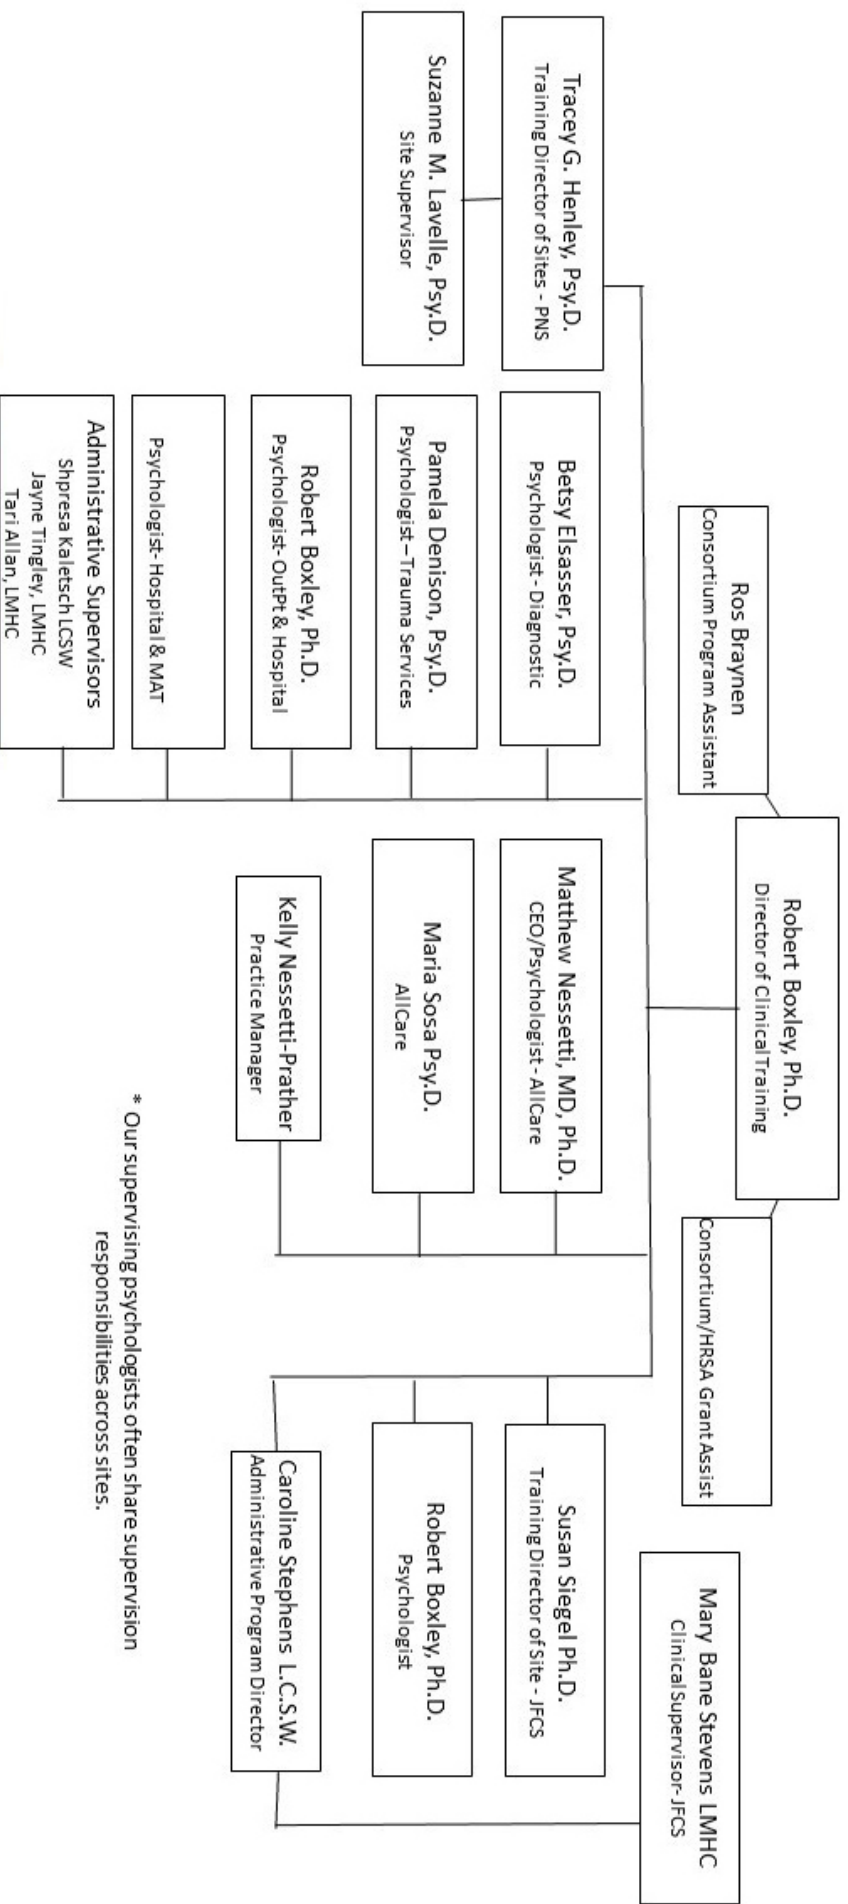 Robert Boxley, Ph.D.
Director of Clinical Training
Ros Braynen
Consortium Program Assistant
Consortium/HRSA Grant Assist
Mary Bane Stevens LMHC
Clinical Supervisor-JFCS
Tracey G. Henley, Psy.D.
Training Director of Sites - PNS
Suzanne M. Lavelle, Psy.D.
Site Supervisor
Betsy Elsasser, Psy.D.
Psychologist - Diagnostic
Pamela Denison, Psy.D.
Psychologist – Trauma Services
Robert Boxley, Ph.D.
Psychologist- OutPt & Hospital
Psychologist- Hospital & MAT
Administrative Supervisors
Shpresa Kaletsch LCSW
Jayne Tingley, LMHC
Tari Allan, LMHC
Matthew Nessetti, MD, Ph.D.
CEO/Psychologist - AllCare
Maria Sosa Psy.D.
AllCare
Kelly Nessetti-Prather
Practice Manager
Susan Siegel Ph.D.
Training Director of Site - JFCS
Robert Boxley, Ph.D.
Psychologist
Caroline Stephens L.C.S.W.
Administrative Program Director
* Our supervising psychologists often share supervision
responsibilities across sites.